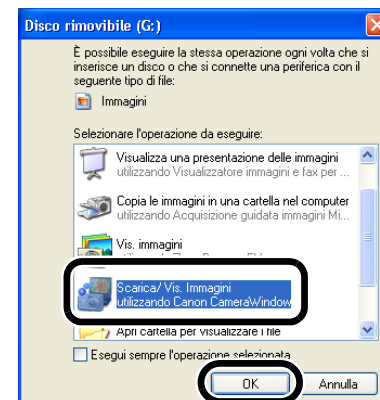 Disco rimovibile (G:)
È possibile eseguire la stessa operazione ogni volta che si
inserisce un disco o che si connette una periferica con il
seguente tipo di file:
Immagini
Selezionare l'operazione da eseguire:
Visualizza una presentazione delle immagini
utilizzando Visualizzatore immagini e fax per ...
Copia le immagini in una cartella nel computer
utilizzando Acquisizione guidata immagini Mi...
Vis. immagini
Scarica/ Vis. Immagini
utilizzando Canon CameraWindow
Apri cartella per visualizzare i file
Esegui sempre l'operazione selezionata
OK
Annulla